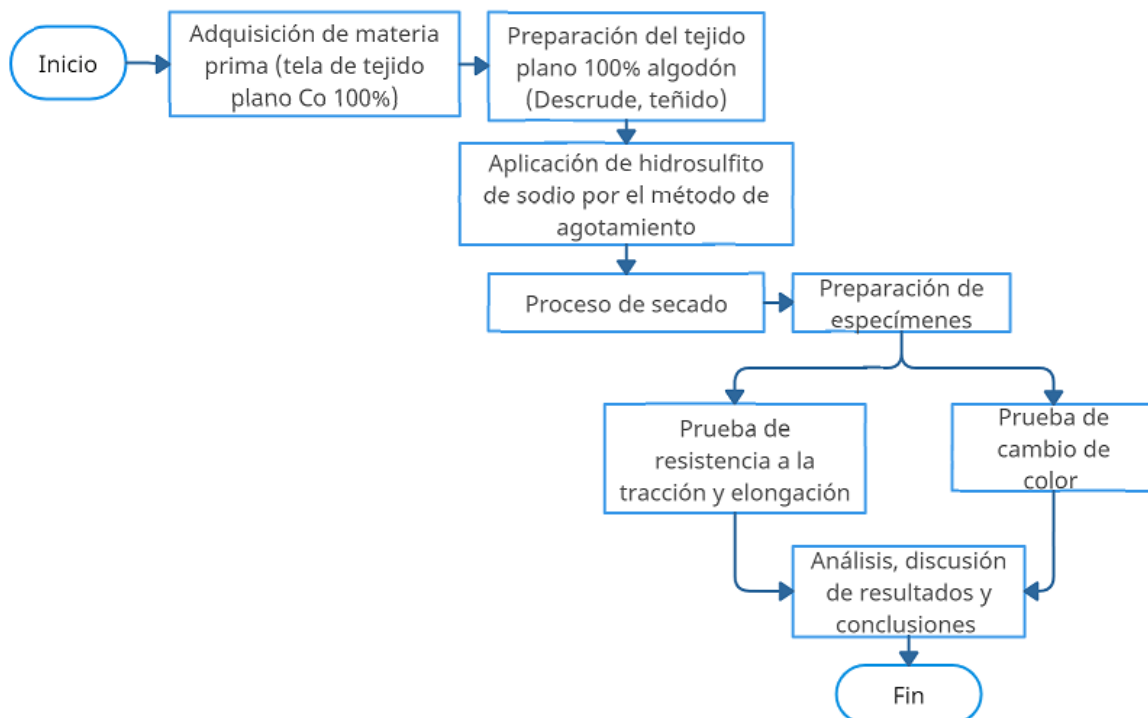 Inicio
Adquisición de materia
prima (tela de tejido
plano Co 100%)
Preparación del tejido
plano 100% algodón
(Descrude, teñido)
Aplicación de hidrosulfito
de sodio por el método de
agotamiento
Proceso de secado
Preparación de
especímenes
Prueba de
resistencia a la
tracción y elongación
Prueba de
cambio de
color
Análisis, discusión
de resultados y
conclusiones
Fin